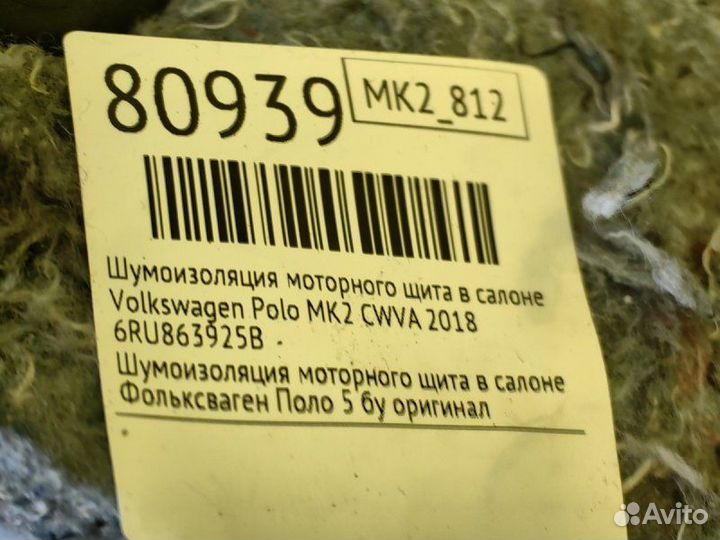 80939
MK2_812
Шумоизоляция моторного щита в салоне
Volkswagen Polo MK2 CWVA 2018
6RU863925B
Шумоизоляция моторного щита в салоне
Фольксваген Поло 5 бу оригинал
Avito